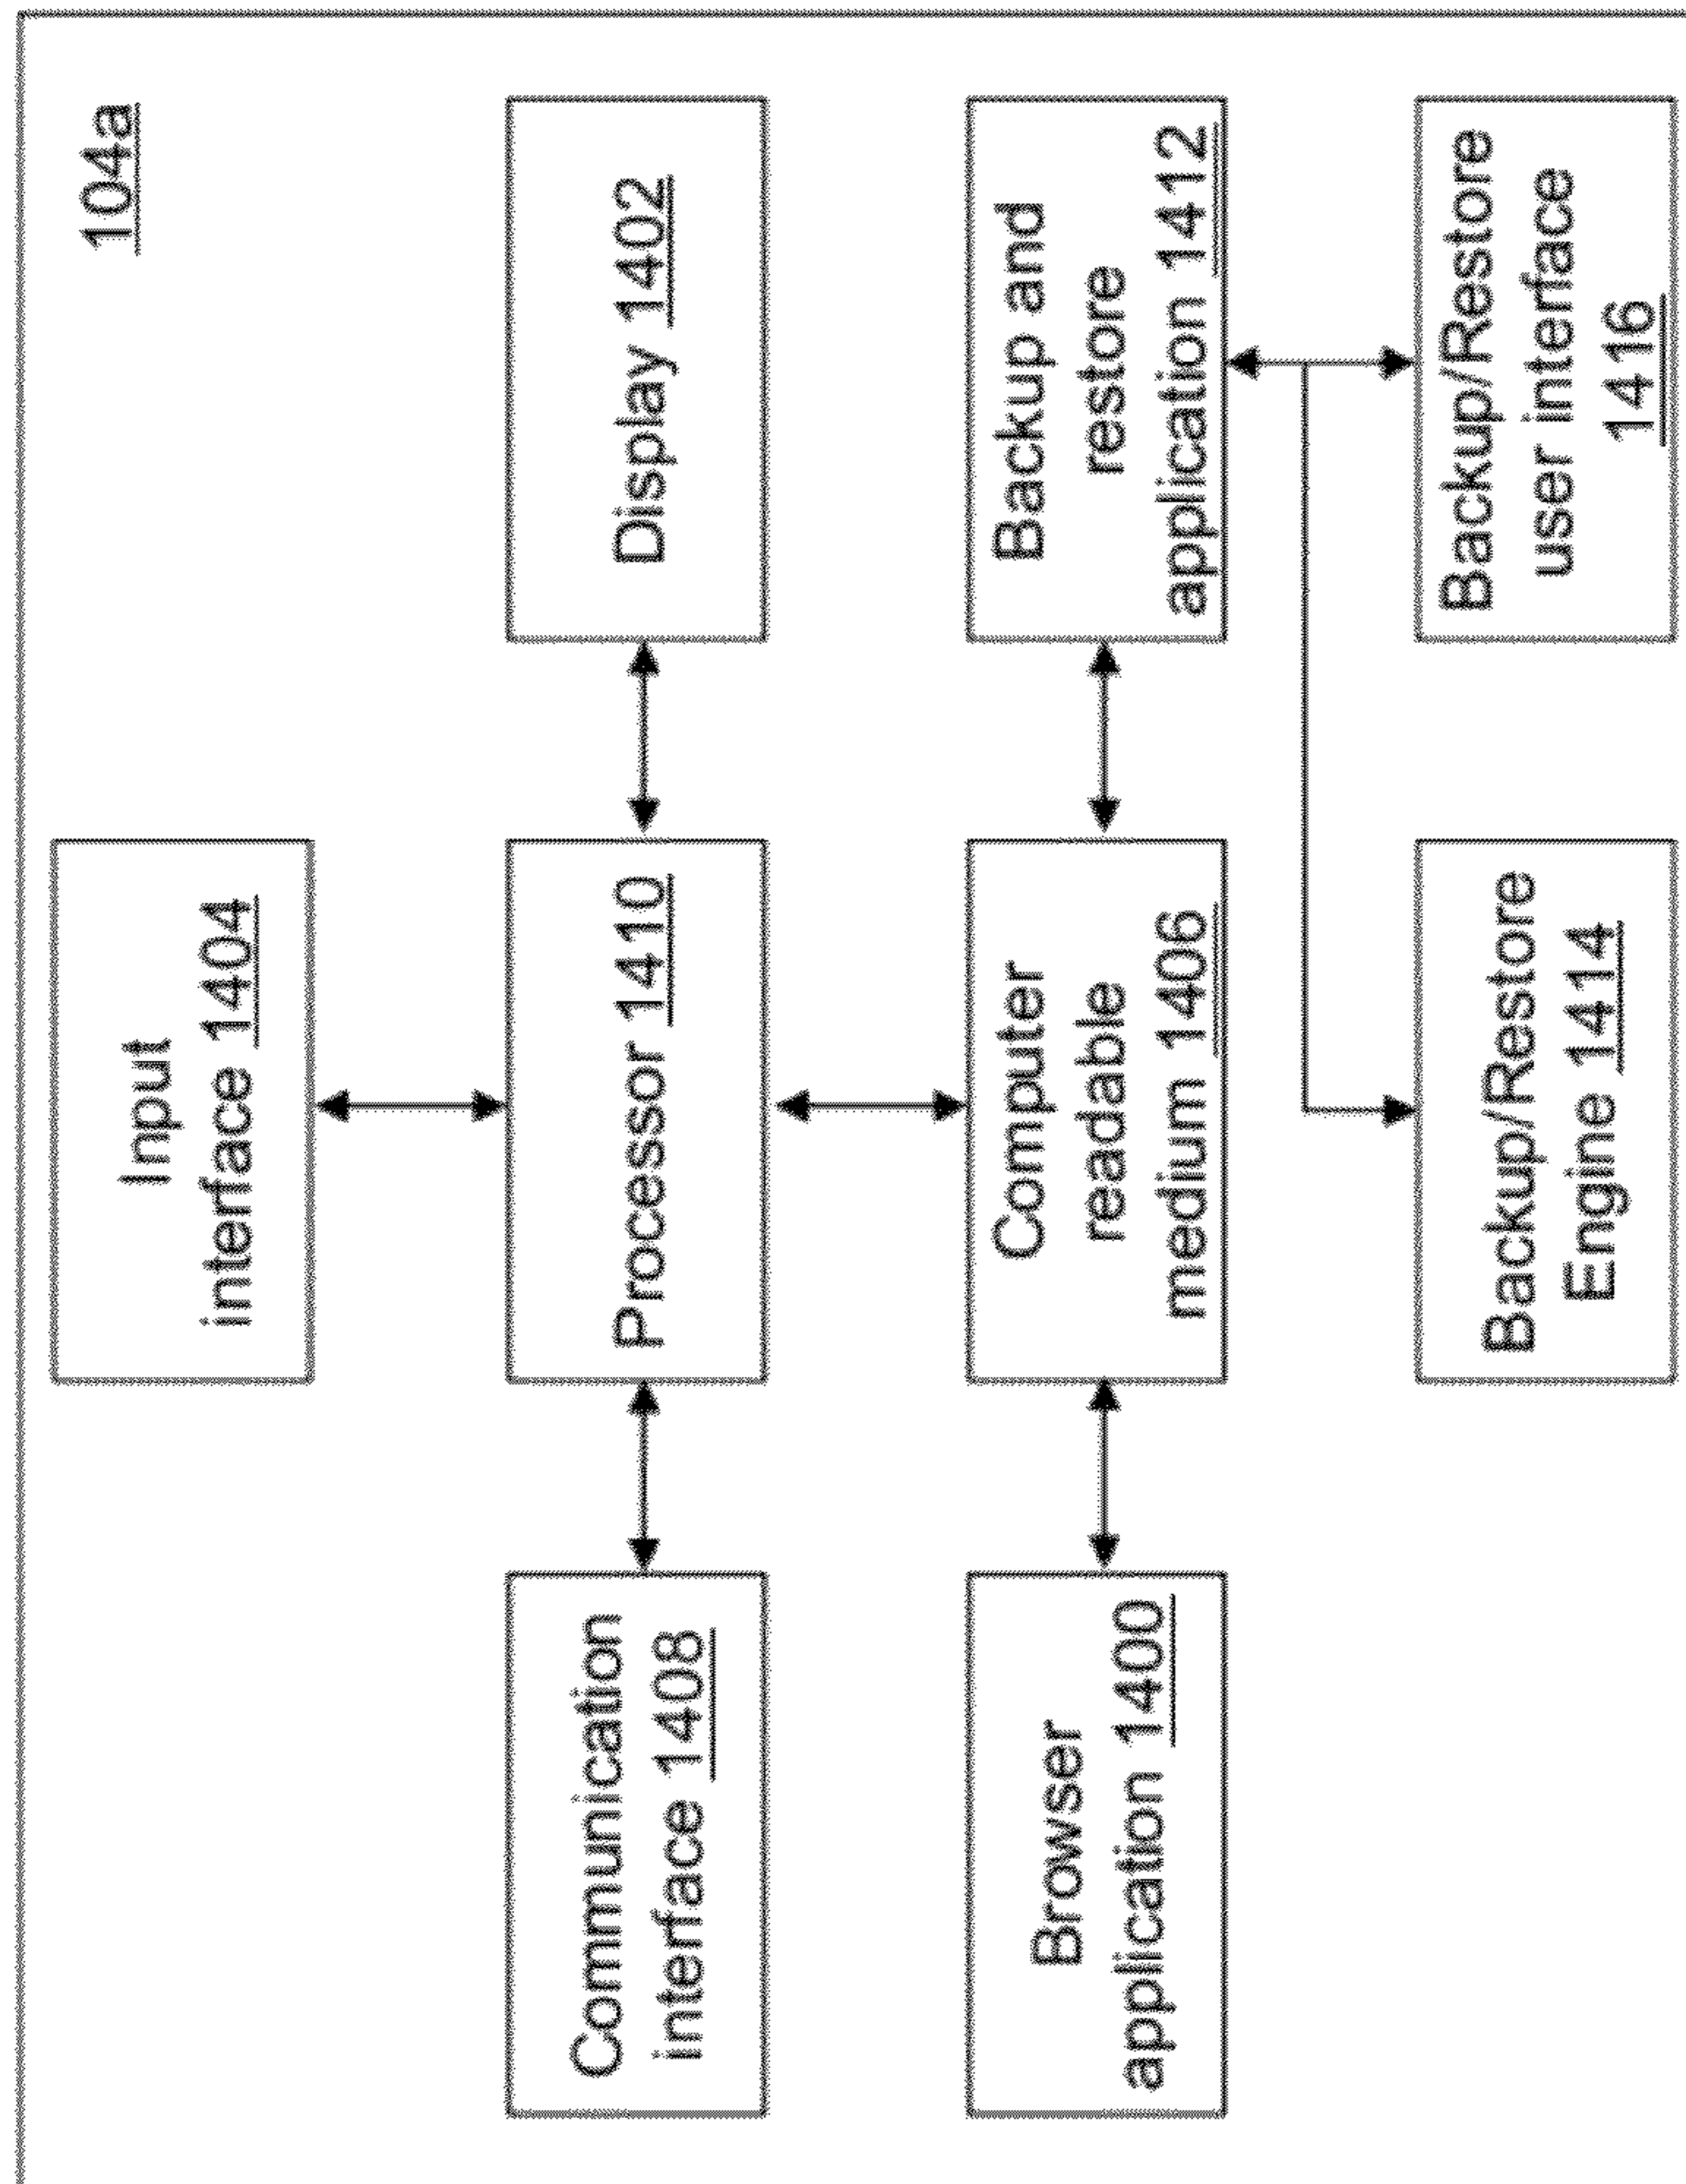 104a
Input
interface 1404
Communication
interface 1408
Processor 1410
Display 1402
Browser
application 1400
Computer
readable
medium 1406
Backup and
restore
application 1412
Backup/Restore
Engine 1414
Backup/Restore
user interface
1416